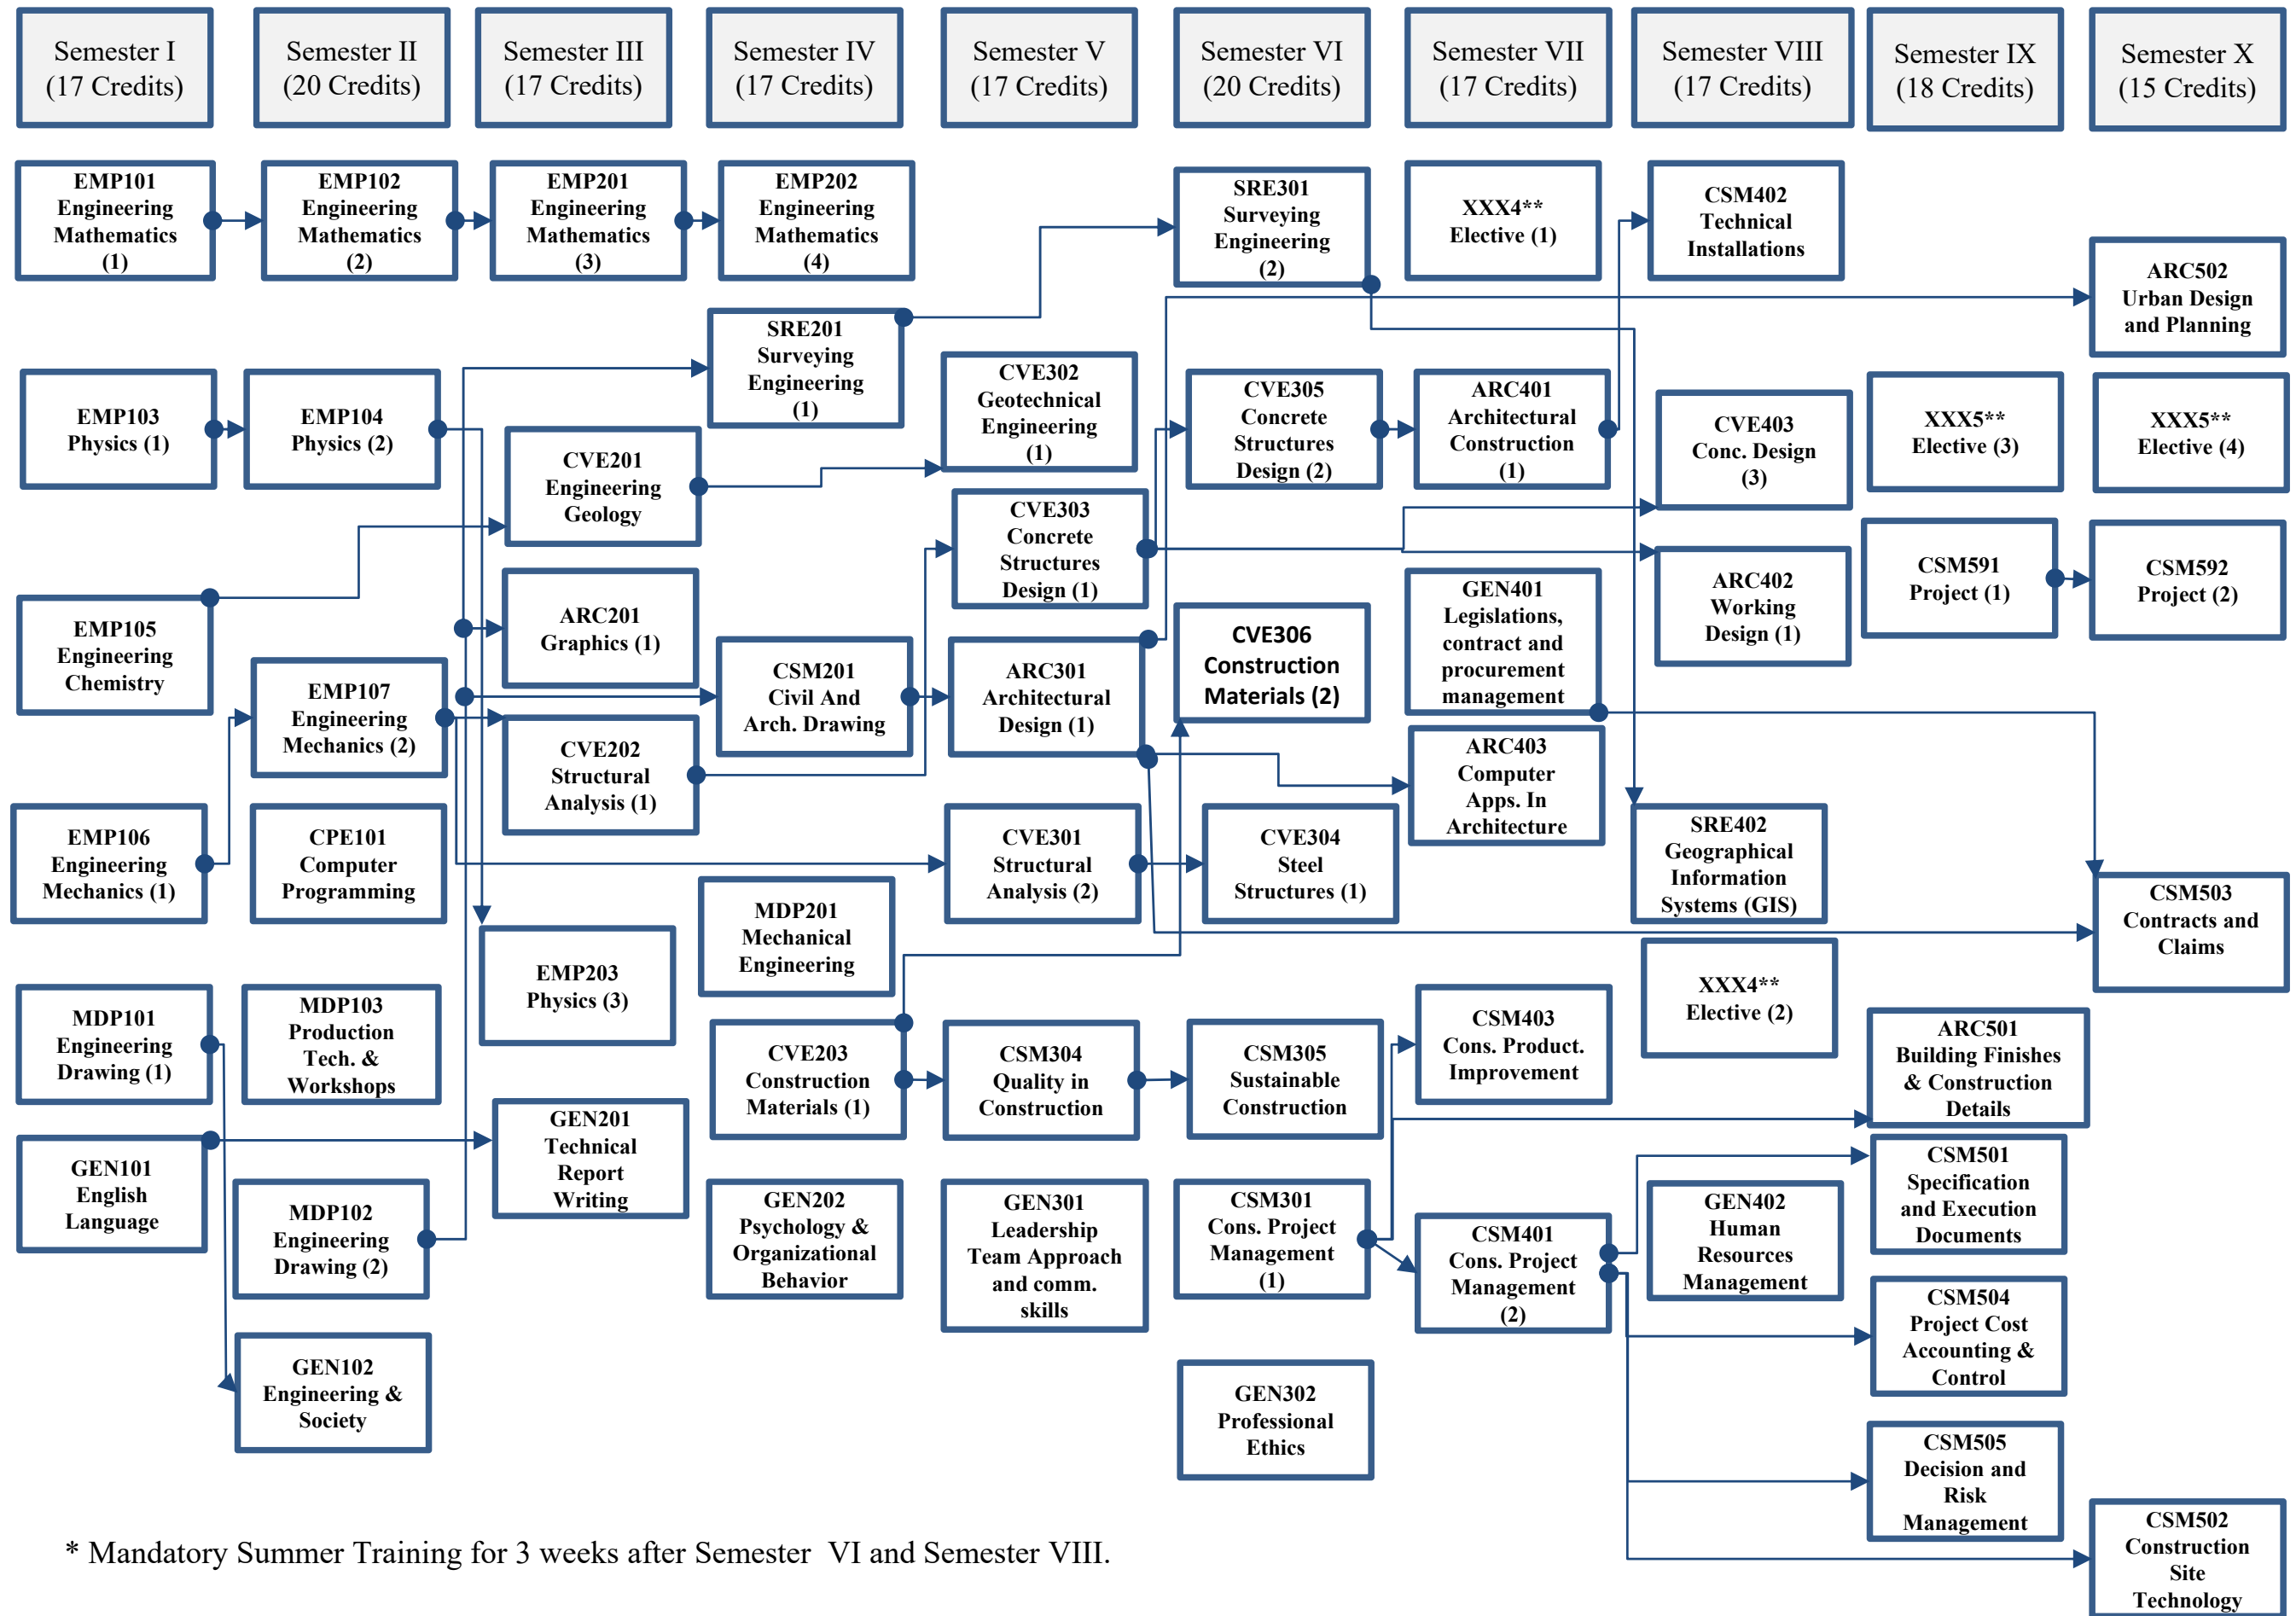 Semester I
(17 Credits)
Semester II
(20 Credits)
Semester III
(17 Credits)
Semester IV
(17 Credits)
Semester V
(17 Credits)
Semester VI
(20 Credits)
Semester VII
(17 Credits)
Semester VIII
(17 Credits)
Semester IX
(18 Credits)
Semester X
(15 Credits)
EMP101
Engineering
Mathematics
(1)
EMP103
Physics (1)
EMP105
Engineering
Chemistry
EMP106
Engineering
Mechanics (1)
MDP101
Engineering
Drawing (1)
GEN101
English
Language
EMP102
Engineering
Mathematics
(2)
EMP104
Physics (2)
EMP107
Engineering
Mechanics (2)
CPE101
Computer
Programming
MDP103
Production
Tech. &
Workshops
MDP102
Engineering
Drawing (2)
GEN102
Engineering &
Society
EMP201
Engineering
Mathematics
(3)
CVE201
Engineering
Geology
ARC201
Graphics (1)
CVE202
Structural
Analysis (1)
EMP203
Physics (3)
GEN201
Technical
Report
Writing
EMP202
Engineering
Mathematics
(4)
SRE201
Surveying
Engineering
(1)
CSM201
Civil And
Arch. Drawing
MDP201
Mechanical
Engineering
CVE203
Construction
Materials (1)
GEN202
Psychology &
Organizational
Behavior
CVE302
Geotechnical
Engineering
(1)
CVE303
Concrete
Structures
Design (1)
ARC301
Architectural
Design (1)
CVE301
Structural
Analysis (2)
CSM304
Quality in
Construction
GEN301
Leadership
Team Approach
and comm.
skills
SRE301
Surveying
Engineering
(2)
CVE305
Concrete
Structures
Design (2)
CVE306
Construction
Materials (2)
CVE304
Steel
Structures (1)
CSM305
Sustainable
Construction
CSM301
Cons. Project
Management
(1)
GEN302
Professional
Ethics
XXX4**
Elective (1)
ARC401
Architectural
Construction
(1)
GEN401
Legislations,
contract and
procurement
management
ARC403
Computer
Apps. In
Architecture
CSM403
Cons. Product.
Improvement
CSM401
Cons. Project
Management
(2)
CSM402
Technical
Installations
CVE403
Conc. Design
(3)
ARC402
Working
Design (1)
SRE402
Geographical
Information
Systems (GIS)
XXX4**
Elective (2)
GEN402
Human
Resources
Management
XXX5**
Elective (3)
CSM591
Project (1)
ARC501
Building Finishes
& Construction
Details
CSM501
Specification
and Execution
Documents
CSM504
Project Cost
Accounting &
Control
CSM505
Decision and
Risk
Management
ARC502
Urban Design
and Planning
XXX5**
Elective (4)
CSM592
Project (2)
CSM503
Contracts and
Claims
CSM502
Construction
Site
Technology
* Mandatory Summer Training for 3 weeks after Semester VI and Semester VIII.